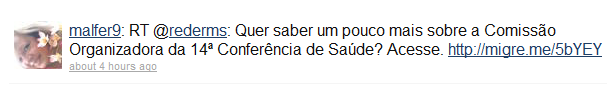 malfer9: RT @rederms: Quer saber um pouco mais sobre a Comissão
Organizadora da 14ª Conferência de Saúde? Acesse. http://migre.me/5bYEY
about 4 hours ago